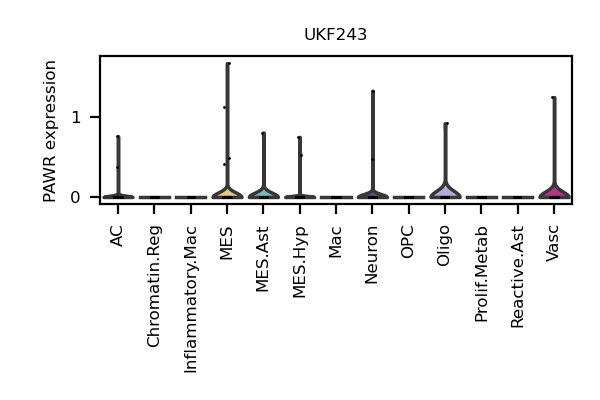 UKF243
PAWR expression
1
0
AC
Chromatin.Reg
Inflammatory.Mac
MES
MES.Ast
MES.Hyp
Mac
Neuron
OPC
Oligo
Prolif.Metab
Reactive.Ast
Vasc